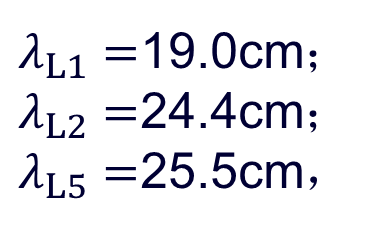 λL1 =19.0cm；
λL2 =24.4cm；
λL5 =25.5cm，